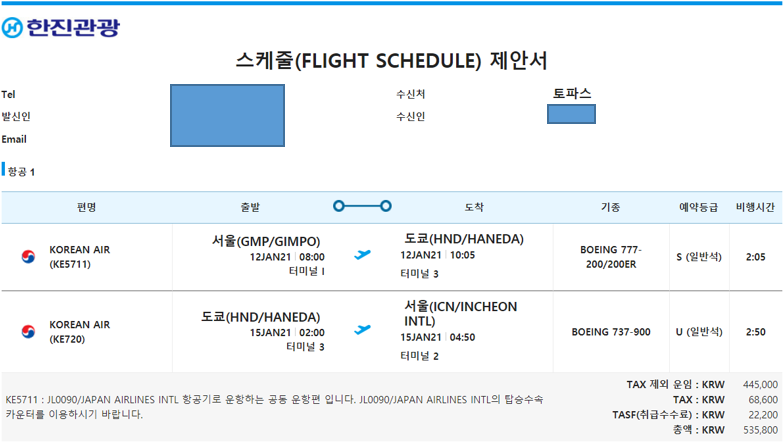 한진관광
스케줄(FLIGHT SCHEDULE) 제안서
Tel
수신처 토파스
발신인
수신인
Email
항공 1
편명 출발 도착 기종 예약등급 비행시간
KOREAN AIR
(KE5711)
서울(GMP/GIMPO)
12JAN21 | 08:00
터미널 I
도쿄(HND/HANEDA)
12JAN21 | 10:05
터미널 3
BOEING 777-
200/200ER
S (일반석)
2:05
KOREAN AIR
(KE720)
도쿄(HND/HANEDA)
15JAN21 | 02:00
터미널 3
서울(ICN/INCHEON
INTL)
15JAN21 | 04:50
터미널 2
BOEING 737-900
U (일반석)
2:50
KE5711 : JL0090/JAPAN AIRLINES INTL 항공기로 운항하는 공동 운항편 입니다. JL0090/JAPAN AIRLINES INTL의 탑승수속
카운터를 이용하시기 바랍니다.
TAX 제외 운임 : KRW 445,000
TAX : KRW 68,600
TASF(취급수수료) : KRW 22,200
총액 : KRW 535,800